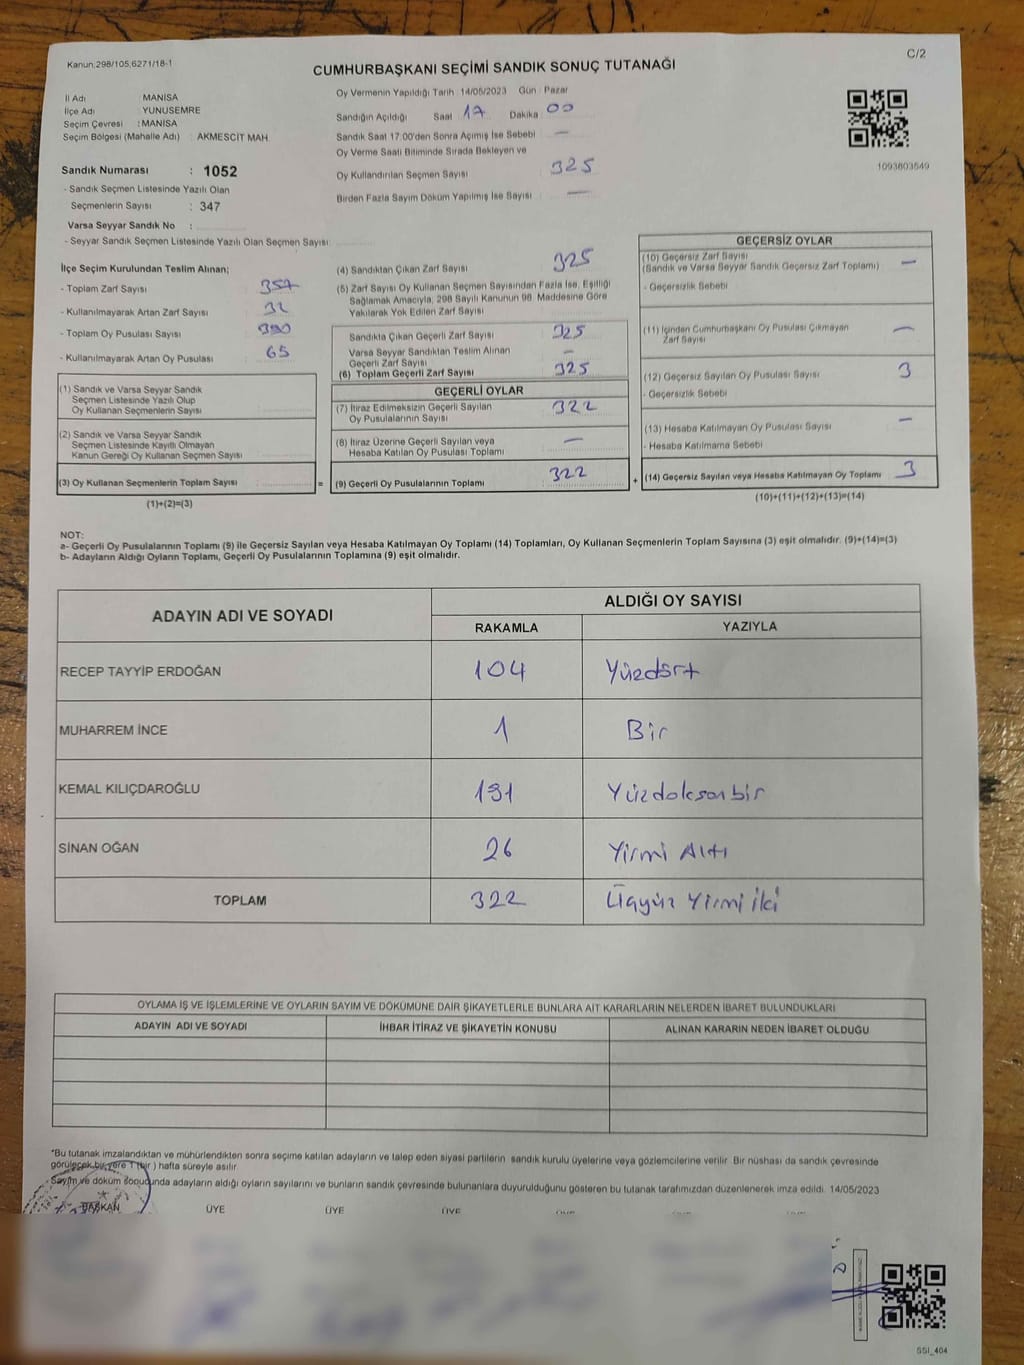 Kanun:298/105,6271/18-1
C/2
CUMHURBAŞKANI SEÇİMİ SANDIK SONUÇ TUTANAĞI
İl Adı MANİSA
İlçe Adı YUNUSEMRE
Seçim Çevresi : MANİSA
Seçim Bölgesi (Mahalle Adı) : AKMESCİT MAH.
Sandık Numarası : 1052
- Sandık Seçmen Listesinde Yazılı Olan
Seçmenlerin Sayısı : 347
Varsa Seyyar Sandık No :
- Seyyar Sandık Seçmen Listesinde Yazılı Olan Seçmen Sayısı:
Oy Vermenin Yapıldığı Tarih : 14/05/2023 Gün : Pazar
Sandığın Açıldığı Saat 17 Dakika 00
Sandık Saat 17:00'den Sonra Açımış İse Sebebi —
Oy Verme Saati Bitiminde Sırada Bekleyen ve
Oy Kullandırılan Seçmen Sayısı : 325
Birden Fazla Sayım Döküm Yapılmış İse Sayısı : —
1093803549
İlçe Seçim Kurulundan Teslim Alınan;
- Toplam Zarf Sayısı : 357
- Kullanılmayarak Artan Zarf Sayısı : 32
- Toplam Oy Pusulası Sayısı : 390
- Kullanılmayarak Artan Oy Pusulası : 65
(1) Sandık ve Varsa Seyyar Sandık
Seçmen Listesinde Yazılı Olup
Oy Kullanan Seçmenlerin Sayısı
(2) Sandık ve Varsa Seyyar Sandık
Seçmen Listesinde Kayıtlı Olmayan
Kanun Gereği Oy Kullanan Seçmen Sayısı
(3) Oy Kullanan Seçmenlerin Toplam Sayısı =
(1)+(2)=(3)
(4) Sandıktan Çıkan Zarf Sayısı 325
(5) Zarf Sayısı Oy Kullanan Seçmen Sayısından Fazla İse, Eşitliği
Sağlamak Amacıyla; 298 Sayılı Kanunun 98. Maddesine Göre
Yakılarak Yok Edilen Zarf Sayısı
Sandıkta Çıkan Geçerli Zarf Sayısı 325
Varsa Seyyar Sandıktan Teslim Alınan
Geçerli Zarf Sayısı —
(6) Toplam Geçerli Zarf Sayısı 325
GEÇERLİ OYLAR
(7) İtiraz Edilmeksizin Geçerli Sayılan
Oy Pusulalarının Sayısı 322
(8) İtiraz Üzerine Geçerli Sayılan veya
Hesaba Katılan Oy Pusulası Toplamı —
(9) Geçerli Oy Pusulalarının Toplamı 322 +
GEÇERSİZ OYLAR
(10) Geçersiz Zarf Sayısı
(Sandık ve Varsa Seyyar Sandık Geçersiz Zarf Toplamı) —
- Geçersizlik Sebebi
(11) İçinden Cumhurbaşkanı Oy Pusulası Çıkmayan
Zarf Sayısı —
(12) Geçersiz Sayılan Oy Pusulası Sayısı 3
- Geçersizlik Sebebi
(13) Hesaba Katılmayan Oy Pusulası Sayısı —
- Hesaba Katılmama Sebebi
(14) Geçersiz Sayılan veya Hesaba Katılmayan Oy Toplamı 3
(10)+(11)+(12)+(13)=(14)
NOT:
a- Geçerli Oy Pusulalarının Toplamı (9) ile Geçersiz Sayılan veya Hesaba Katılmayan Oy Toplamı (14) Toplamları, Oy Kullanan Seçmenlerin Toplam Sayısına (3) eşit olmalıdır. (9)+(14)=(3)
b- Adayların Aldığı Oyların Toplamı, Geçerli Oy Pusulalarının Toplamına (9) eşit olmalıdır.
ADAYIN ADI VE SOYADI
ALDIĞI OY SAYISI
RAKAMLA YAZIYLA
RECEP TAYYİP ERDOĞAN 104 Yüzdört
MUHARREM İNCE 1 Bir
KEMAL KILIÇDAROĞLU 191 Yüzdoksanbir
SİNAN OĞAN 26 Yirmi Altı
TOPLAM 322 Üçyüz Yirmi İki
OYLAMA İŞ VE İŞLEMLERİNE VE OYLARIN SAYIM VE DÖKÜMÜNE DAİR ŞİKAYETLERLE BUNLARA AİT KARARLARIN NELERDEN İBARET BULUNDUKLARI
ADAYIN ADI VE SOYADI İHBAR İTİRAZ VE ŞİKAYETİN KONUSU ALINAN KARARIN NEDEN İBARET OLDUĞU
*Bu tutanak imzalandıktan ve mühürlendikten sonra seçime katılan adayların ve talep eden siyasi partilerin sandık kurulu üyelerine veya gözlemcilerine verilir. Bir nüshası da sandık çevresinde
görülecek bir yere 1 (bir) hafta süreyle asılır
Sayım ve döküm sonucunda adayların aldığı oyların sayılarını ve bunların sandık çevresinde bulunanlara duyurulduğunu gösteren bu tutanak tarafımızdan düzenlenerek imza edildi. 14/05/2023
BAŞKAN ÜYE ÜYE ÜYE
SSI_404